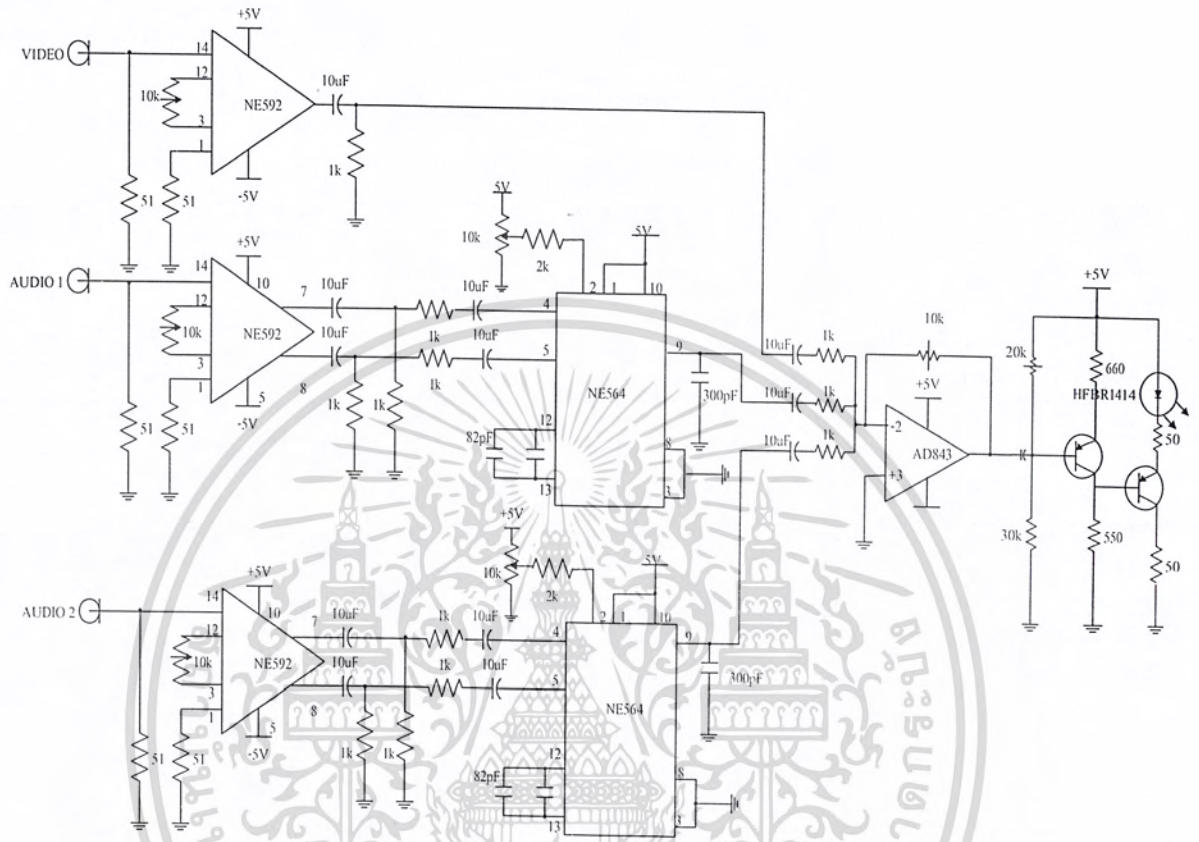 VIDEO
+5V
14
12
10k
3
1
NE592
-5V
10uF
1k
51
51
AUDIO 1
+5V
10
14
12
10k
3
1
NE592
7
8
5
-5V
10uF
10uF
1k
1k
1k
1k
10uF
10uF
51
51
5V
10k
2k
5V
2
1
10
4
5
9
NE564
12
13
82pF
8
3
300pF
AUDIO 2
+5V
10
14
12
10k
3
1
NE592
7
8
5
-5V
10uF
10uF
1k
1k
1k
1k
10uF
10uF
51
51
+5V
10k
2k
5V
2
1
10
4
5
9
NE564
12
13
82pF
8
3
300pF
10uF
1k
10uF
1k
10uF
1k
10k
+5V
-2
+3
AD843
20k
30k
+5V
660
HFBR1414
50
550
50